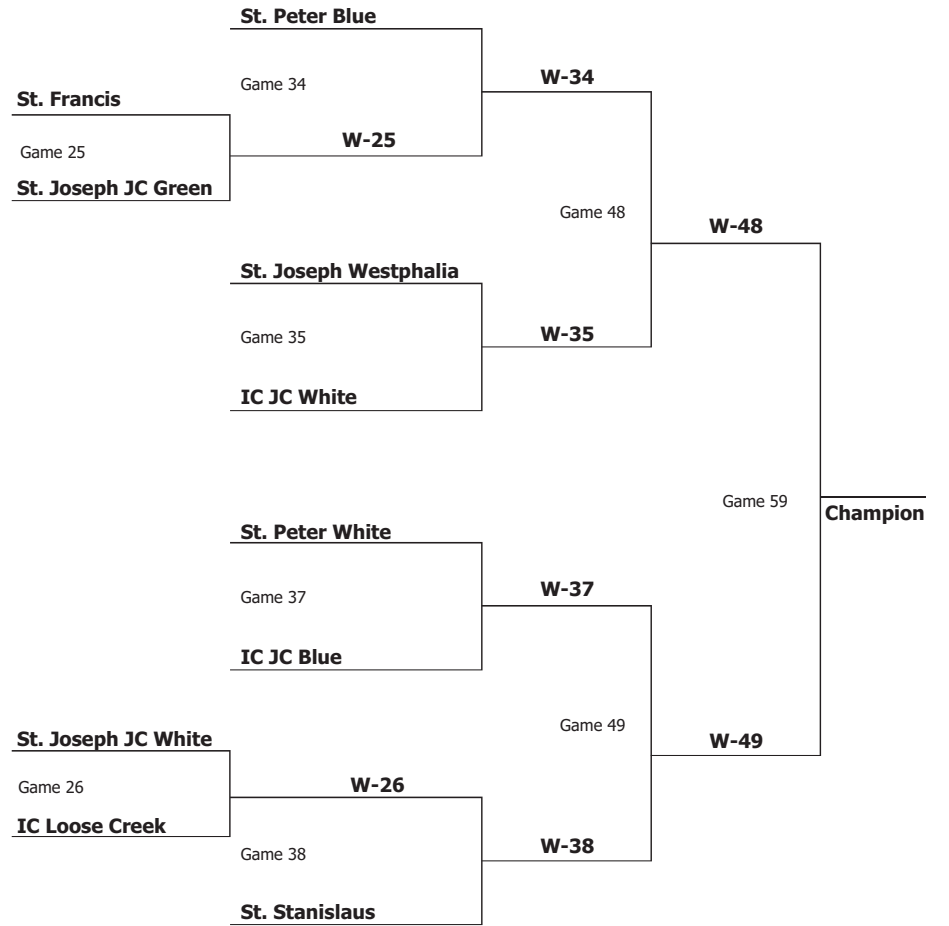 St. Peter Blue
Game 34
W-34
St. Francis
Game 25
W-25
St. Joseph JC Green
Game 48
W-48
St. Joseph Westphalia
Game 35
W-35
IC JC White
Game 59
Champion
St. Peter White
Game 37
W-37
IC JC Blue
Game 49
W-49
St. Joseph JC White
Game 26
W-26
IC Loose Creek
Game 38
W-38
St. Stanislaus